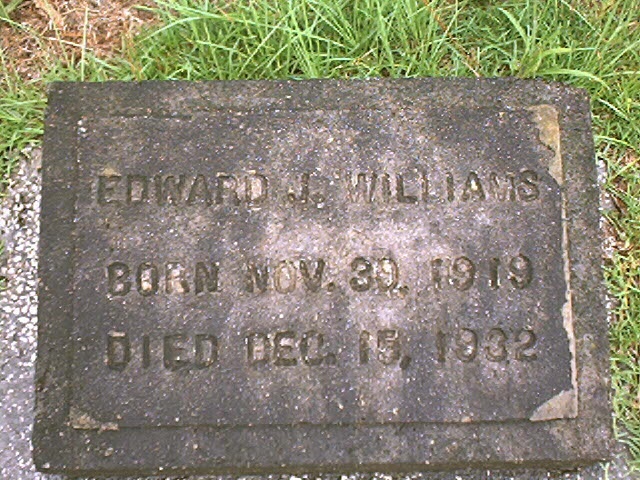 EDWARD J. WILLIAMS
BORN NOV. 30, 1919
DIED DEC. 15, 1932